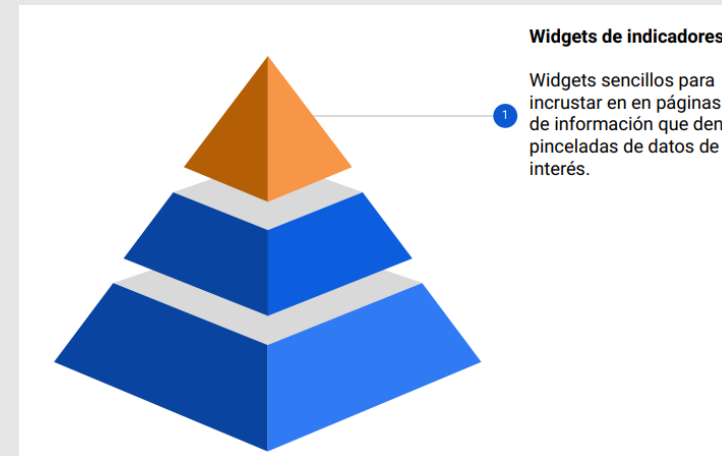 Widgets de indicadores
Widgets sencillos para
incrustar en en páginas
1
de información que den
pinceladas de datos de
interés.